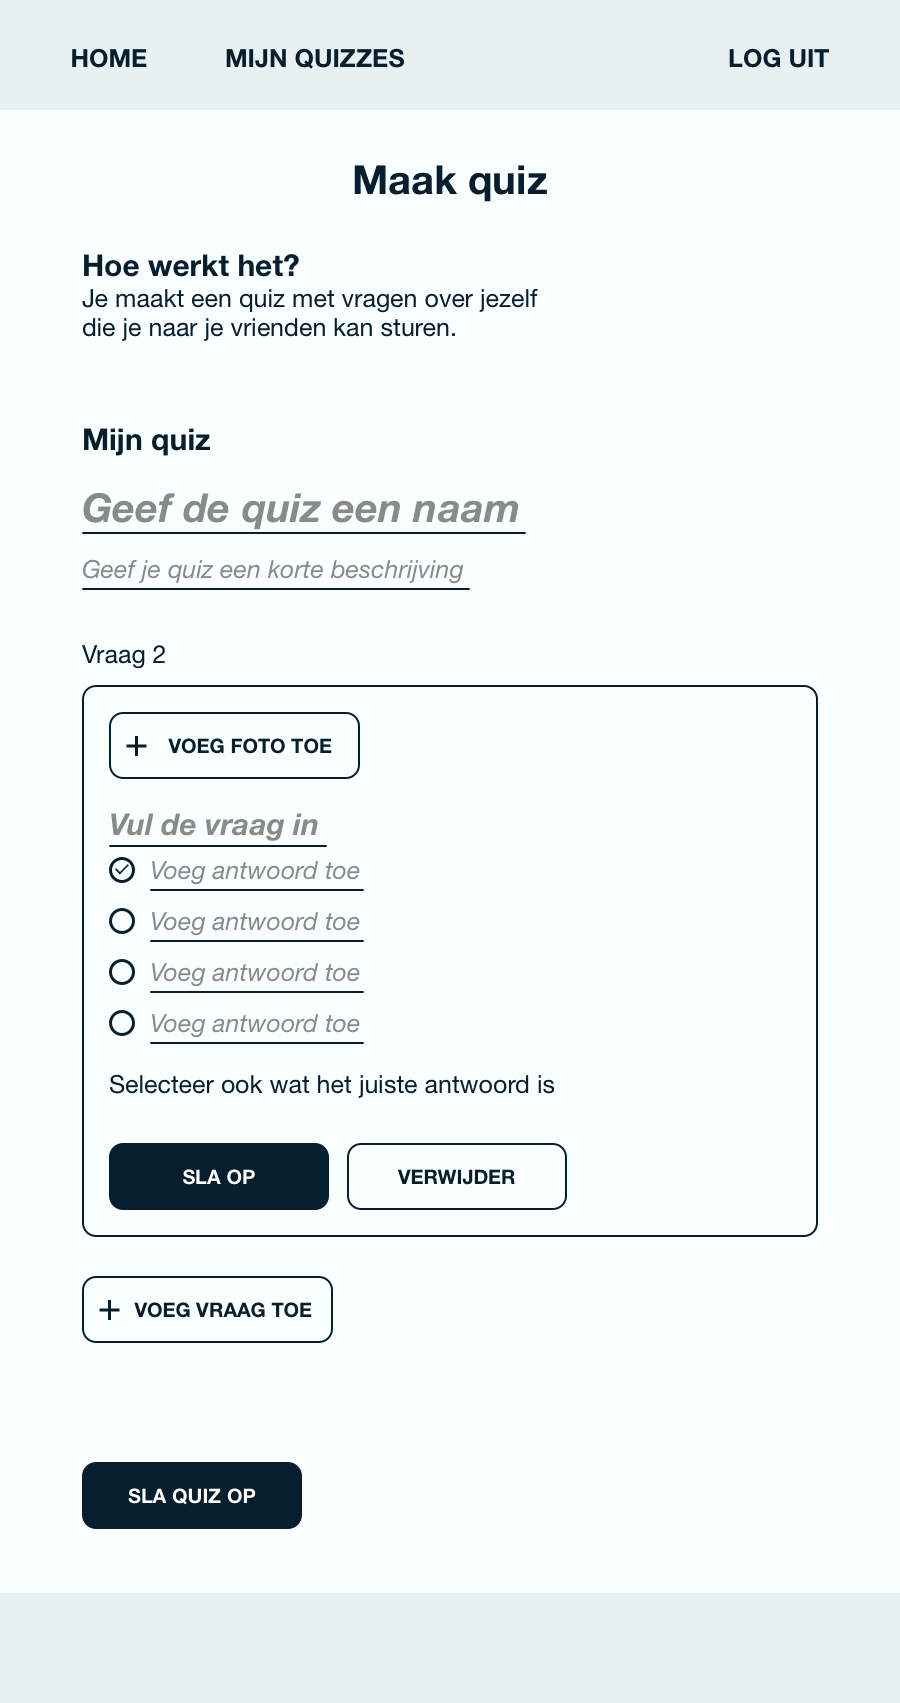 HOME
MIJN QUIZZES
LOG UIT
Maak quiz
Hoe werkt het?
Je maakt een quiz met vragen over jezelf
die je naar je vrienden kan sturen.
Mijn quiz
Geef de quiz een naam
Geef je quiz een korte beschrijving
Vraag 2
VOEG FOTO TOE
Vul de vraag in
Voeg antwoord toe
Voeg antwoord toe
Voeg antwoord toe
Voeg antwoord toe
Selecteer ook wat het juiste antwoord is
SLA OP
VERWIJDER
VOEG VRAAG TOE
SLA QUIZ OP